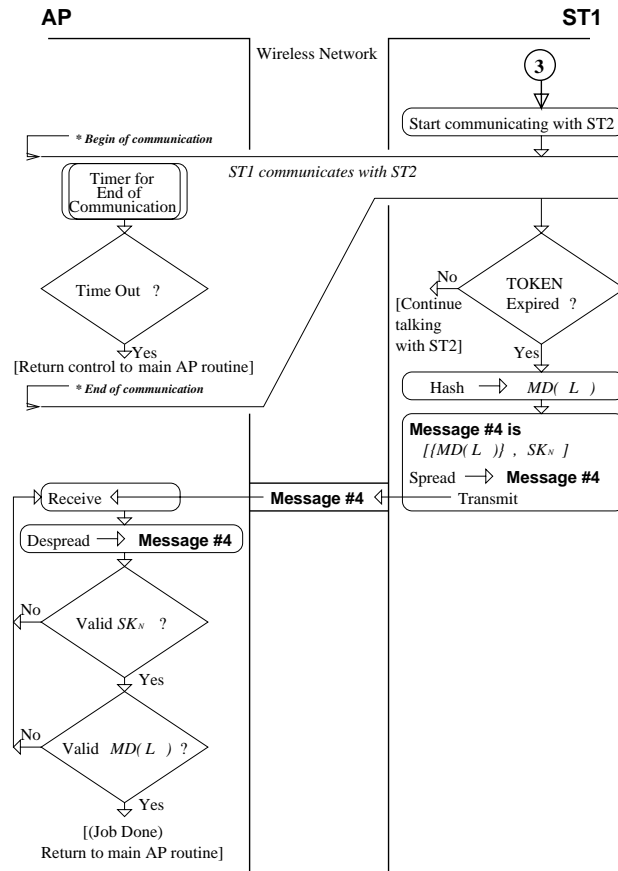 AP
ST1
Wireless Network
3
Start communicating with ST2
* Begin of communication
ST1 communicates with ST2
Timer for
End of
Communication
Time Out ?
Yes
[Return control to main AP routine]
* End of communication
TOKEN
Expired ?
No
[Continue
talking
with ST2]
Yes
Hash MD( L )
Message #4 is
[{MD( L )} , SKN ]
Spread Message #4
Transmit
Message #4
Receive
Despread Message #4
No
Valid SKN ?
Yes
No
Valid MD( L ) ?
Yes
[(Job Done)
Return to main AP routine]